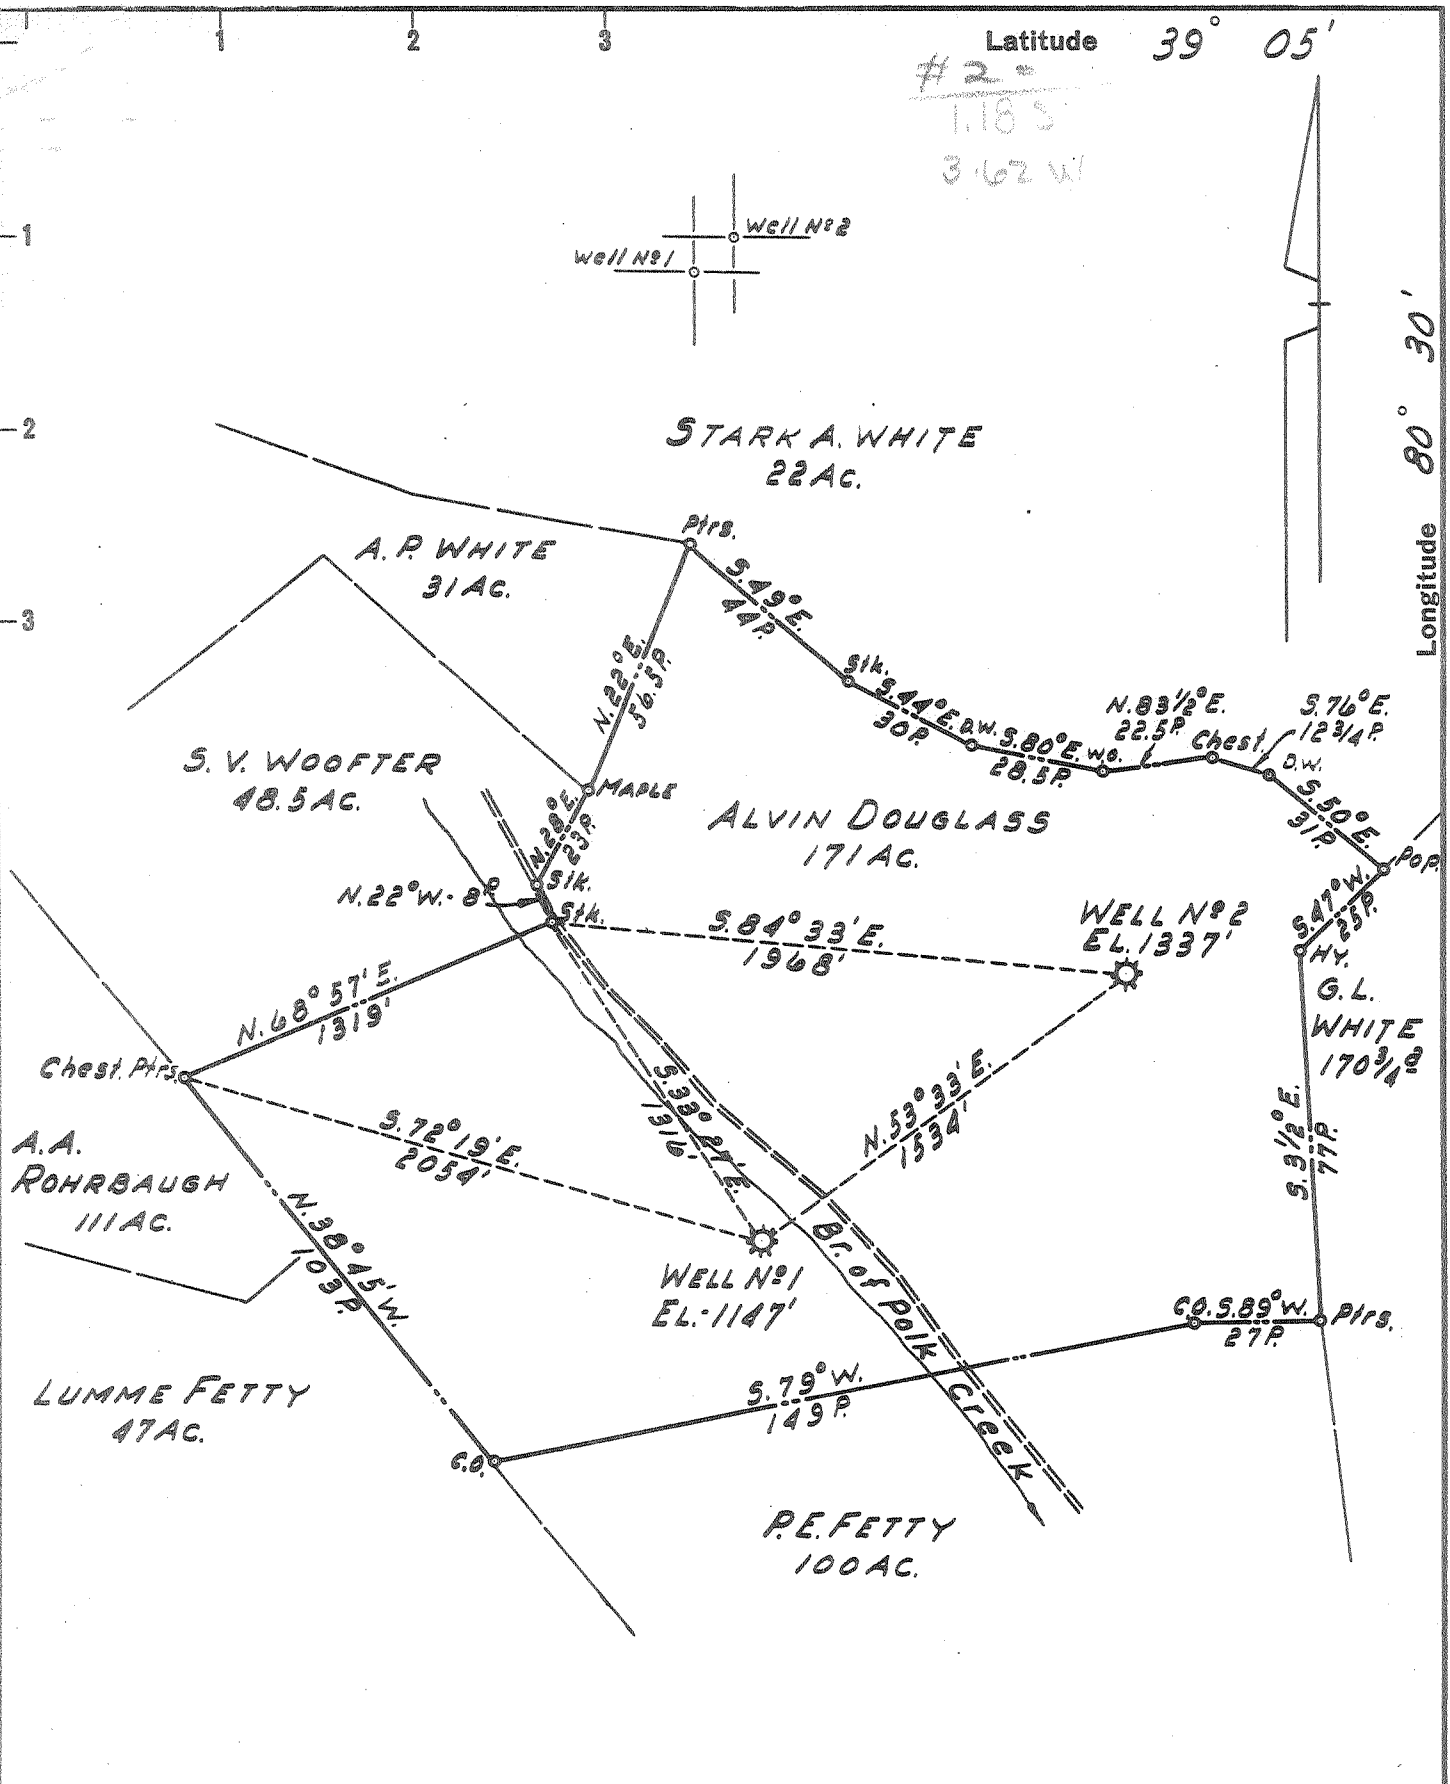 1 2 3
Latitude 39° 05'
# 2 =
1.18 S
3.62 W
1
Well Nº 2
Well Nº 1
Longitude 80° 30'
2
STARK A. WHITE
22 AC.
Ptrs.
A. P. WHITE
31 AC.
S. 49° E.
44 P.
3
N. 22° E.
56.5 P.
Stk.
S. 44° E.
30 P.
D.W.
S. 80° E.
28.5 P.
W.O.
N. 83 1/2° E.
22.5 P.
Chest.
S. 76° E.
12 3/4 P.
D.W.
S. V. WOOFTER
48.5 AC.
MAPLE
ALVIN DOUGLASS
171 AC.
S. 50° E.
31 P.
Pop.
N. 28° E.
23 P.
Stk.
N. 22° W. - 8 P
Stk.
S. 84° 33' E.
1968'
WELL Nº 2
EL. 1337'
S. 47° W.
25 P.
HY.
G. L.
WHITE
170 3/4 a
N. 68° 57' E.
1319'
Chest. Ptrs.
S. 33° 27' E.
1316'
N. 53° 33' E.
1534'
S. 3 1/2° E.
77 P.
S. 72° 19' E.
2054'
A. A.
ROHRBAUGH
111 AC.
N. 38° 45' W.
103 P.
WELL Nº 1
EL.-1147'
Br. of Polk Creek
C.O.
S. 89° W.
27 P.
Ptrs.
LUMME FETTY
47 AC.
S. 79° W.
149 P.
C.O.
P. E. FETTY
100 AC.